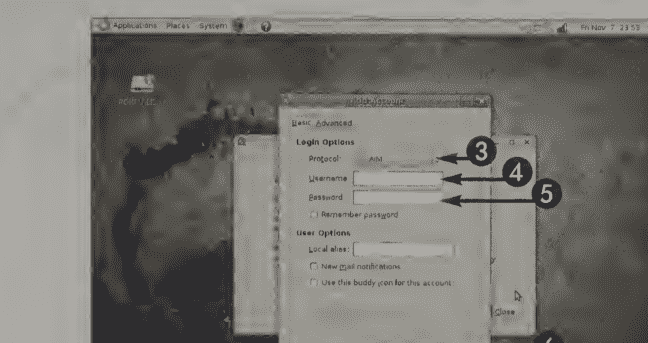 Applications Places System
Fri Nov 7 23:53
Basic Advanced
Login Options
Protocol: AIM
3
Username
4
Password
5
Remember password
User Options
Local alias:
New mail notifications
Use this buddy icon for this account
Close